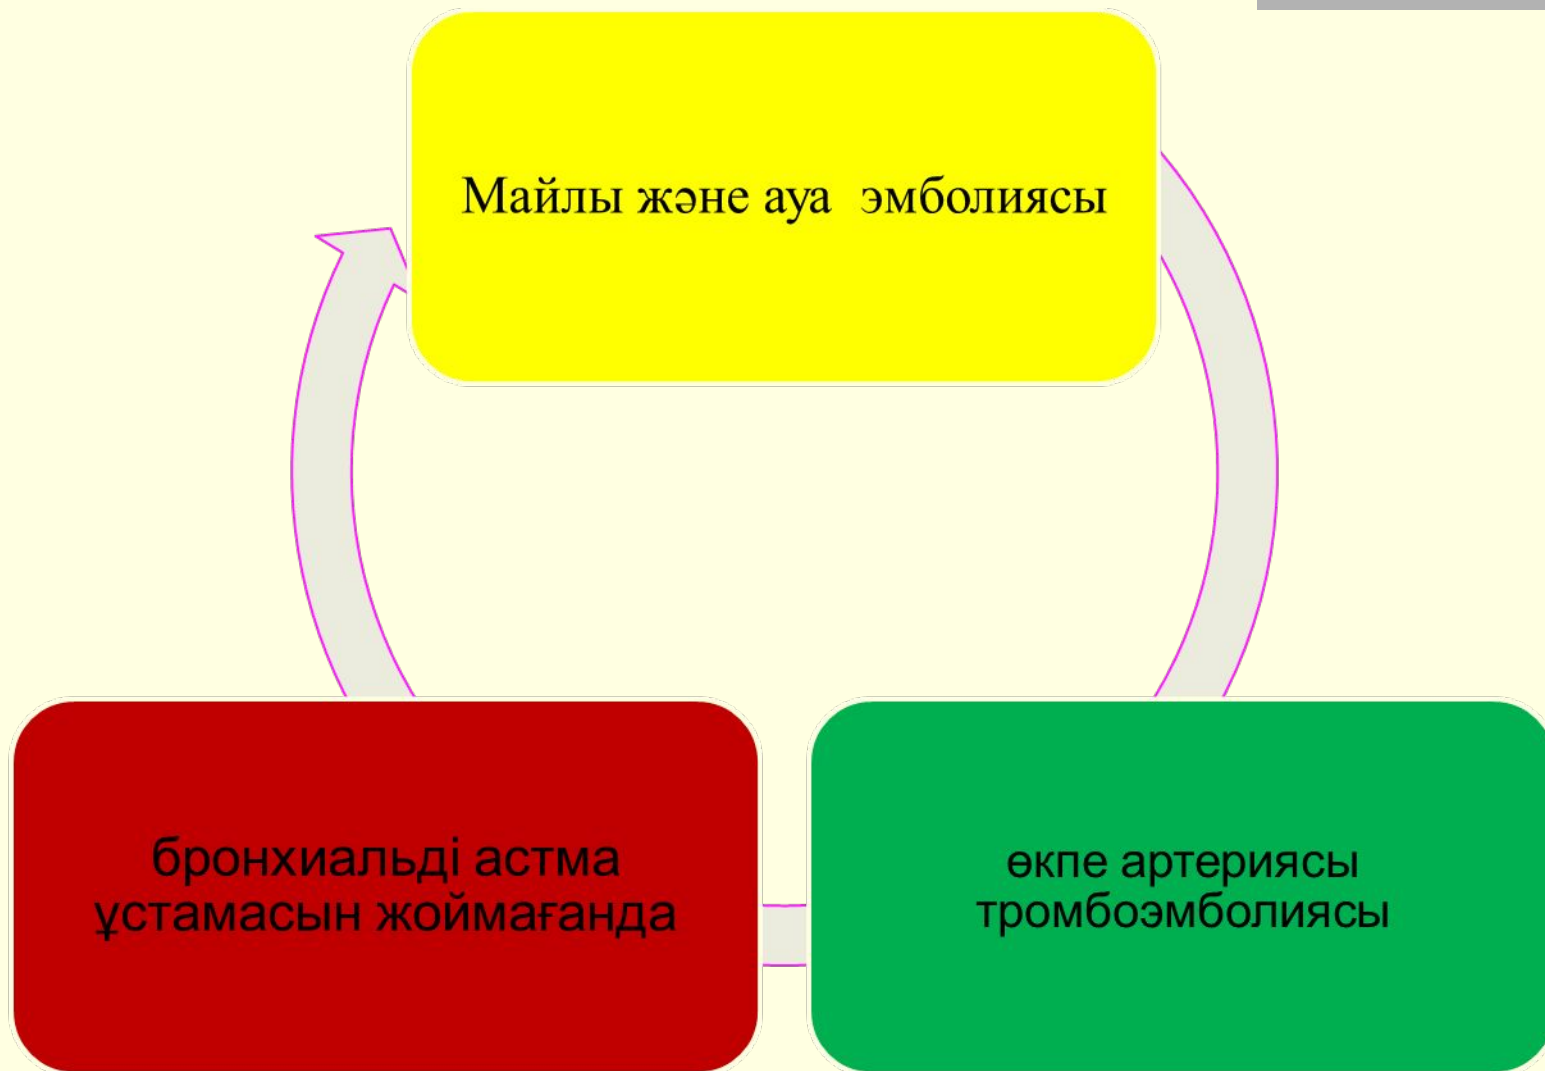 Майлы және ауа эмболиясы
бронхиальді астма
ұстамасын жоймағанда
өкпе артериясы
тромбоэмболиясы